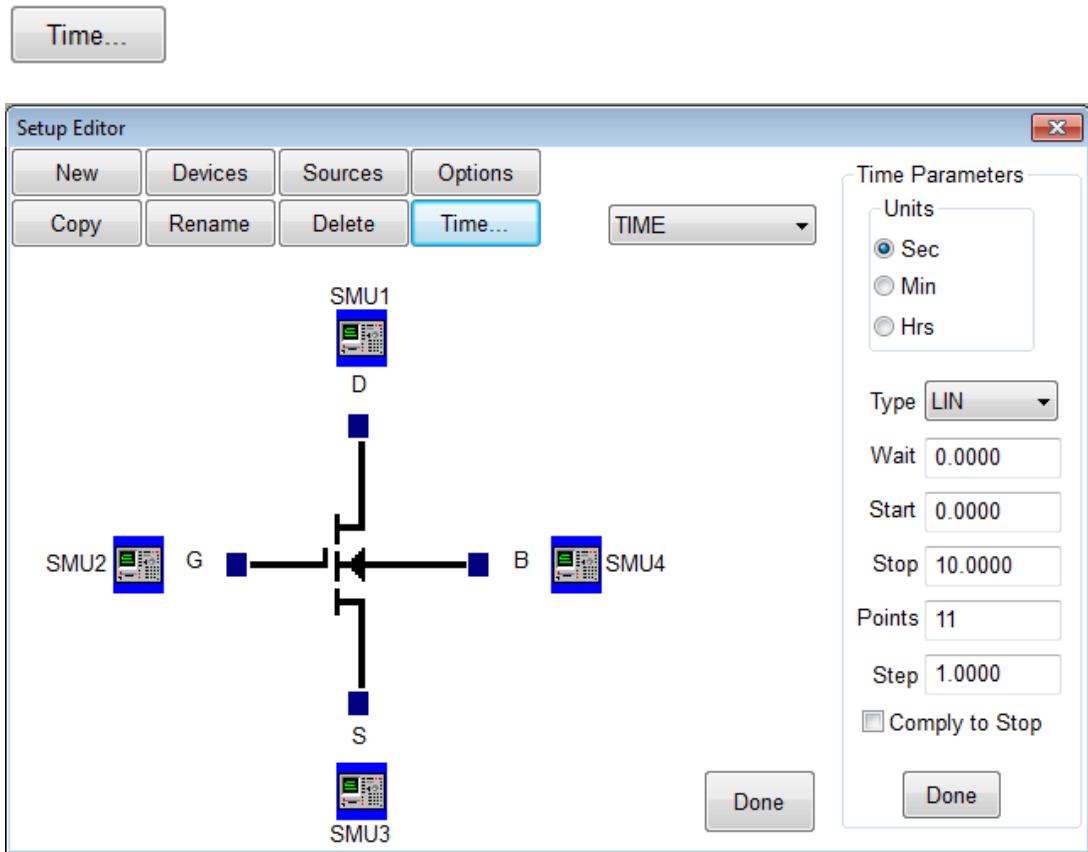 Time...
Setup Editor
New Devices Sources Options
Copy Rename Delete Time...
TIME
SMU1
D
SMU2 G B SMU4
S
SMU3
Done
Time Parameters
Units
Sec
Min
Hrs
Type LIN
Wait 0.0000
Start 0.0000
Stop 10.0000
Points 11
Step 1.0000
Comply to Stop
Done